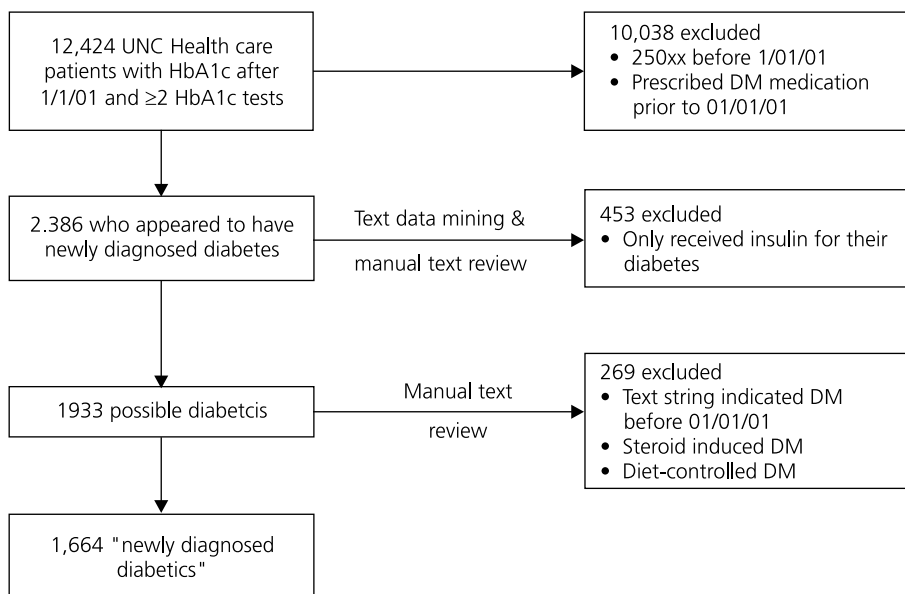 12,424 UNC Health care
patients with HbA1c after
1/1/01 and ≥2 HbA1c tests
10,038 excluded
• 250xx before 1/01/01
• Prescribed DM medication
prior to 01/01/01
2.386 who appeared to have
newly diagnosed diabetes
Text data mining &
manual text review
453 excluded
• Only received insulin for their
diabetes
1933 possible diabetcis
Manual text
review
269 excluded
• Text string indicated DM
before 01/01/01
• Steroid induced DM
• Diet-controlled DM
1,664 "newly diagnosed
diabetics"